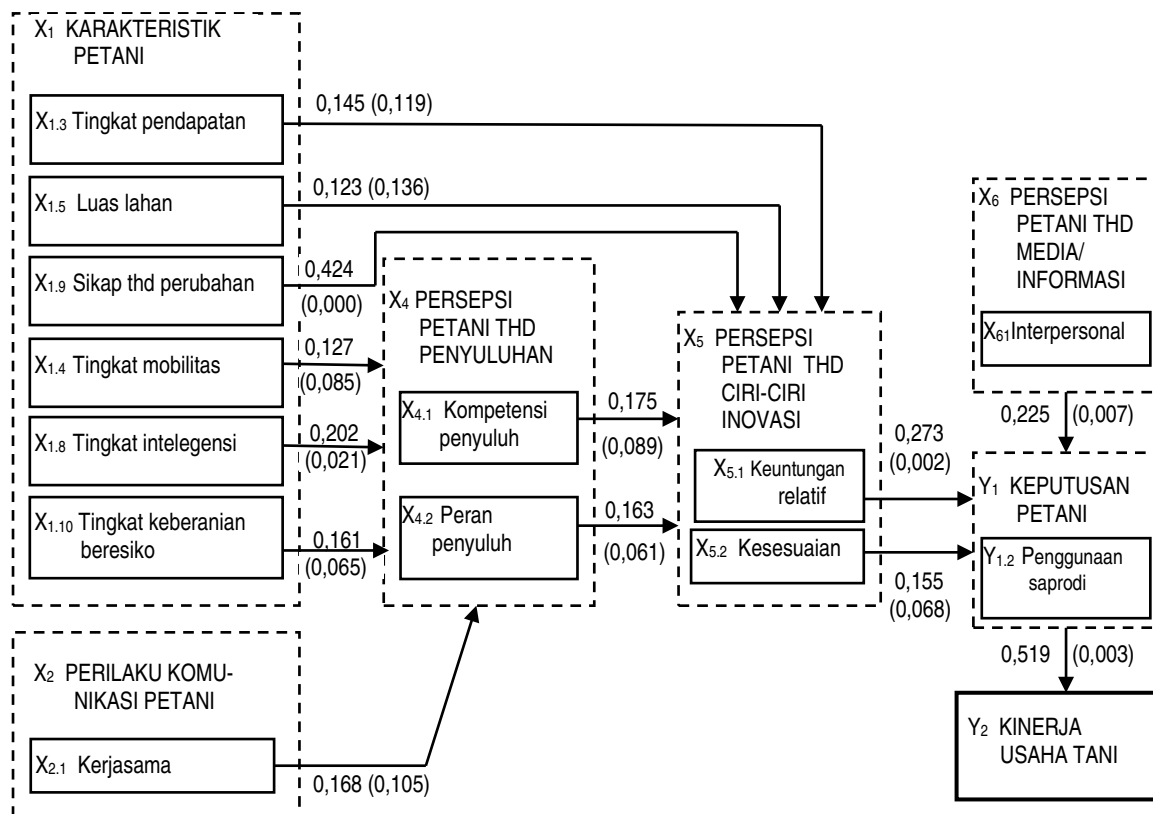 X1 KARAKTERISTIK
PETANI
X1.3 Tingkat pendapatan
0,145 (0,119)
X1.5 Luas lahan
0,123 (0,136)
X1.9 Sikap thd perubahan
0,424
(0,000)
X1.4 Tingkat mobilitas
0,127
(0,085)
X1.8 Tingkat intelegensi
0,202
(0,021)
X1.10 Tingkat keberanian
beresiko
0,161
(0,065)
X2 PERILAKU KOMU-
NIKASI PETANI
X2.1 Kerjasama
0,168 (0,105)
X4 PERSEPSI
PETANI THD
PENYULUHAN
X4.1 Kompetensi
penyuluh
0,175
(0,089)
X4.2 Peran
penyuluh
0,163
(0,061)
X5 PERSEPSI
PETANI THD
CIRI-CIRI
INOVASI
X5.1 Keuntungan
relatif
0,273
(0,002)
X5.2 Kesesuaian
0,155
(0,068)
X6 PERSEPSI
PETANI THD
MEDIA/
INFORMASI
X61Interpersonal
0,225 (0,007)
Y1 KEPUTUSAN
PETANI
Y1.2 Penggunaan
saprodi
0,519 (0,003)
Y2 KINERJA
USAHA TANI